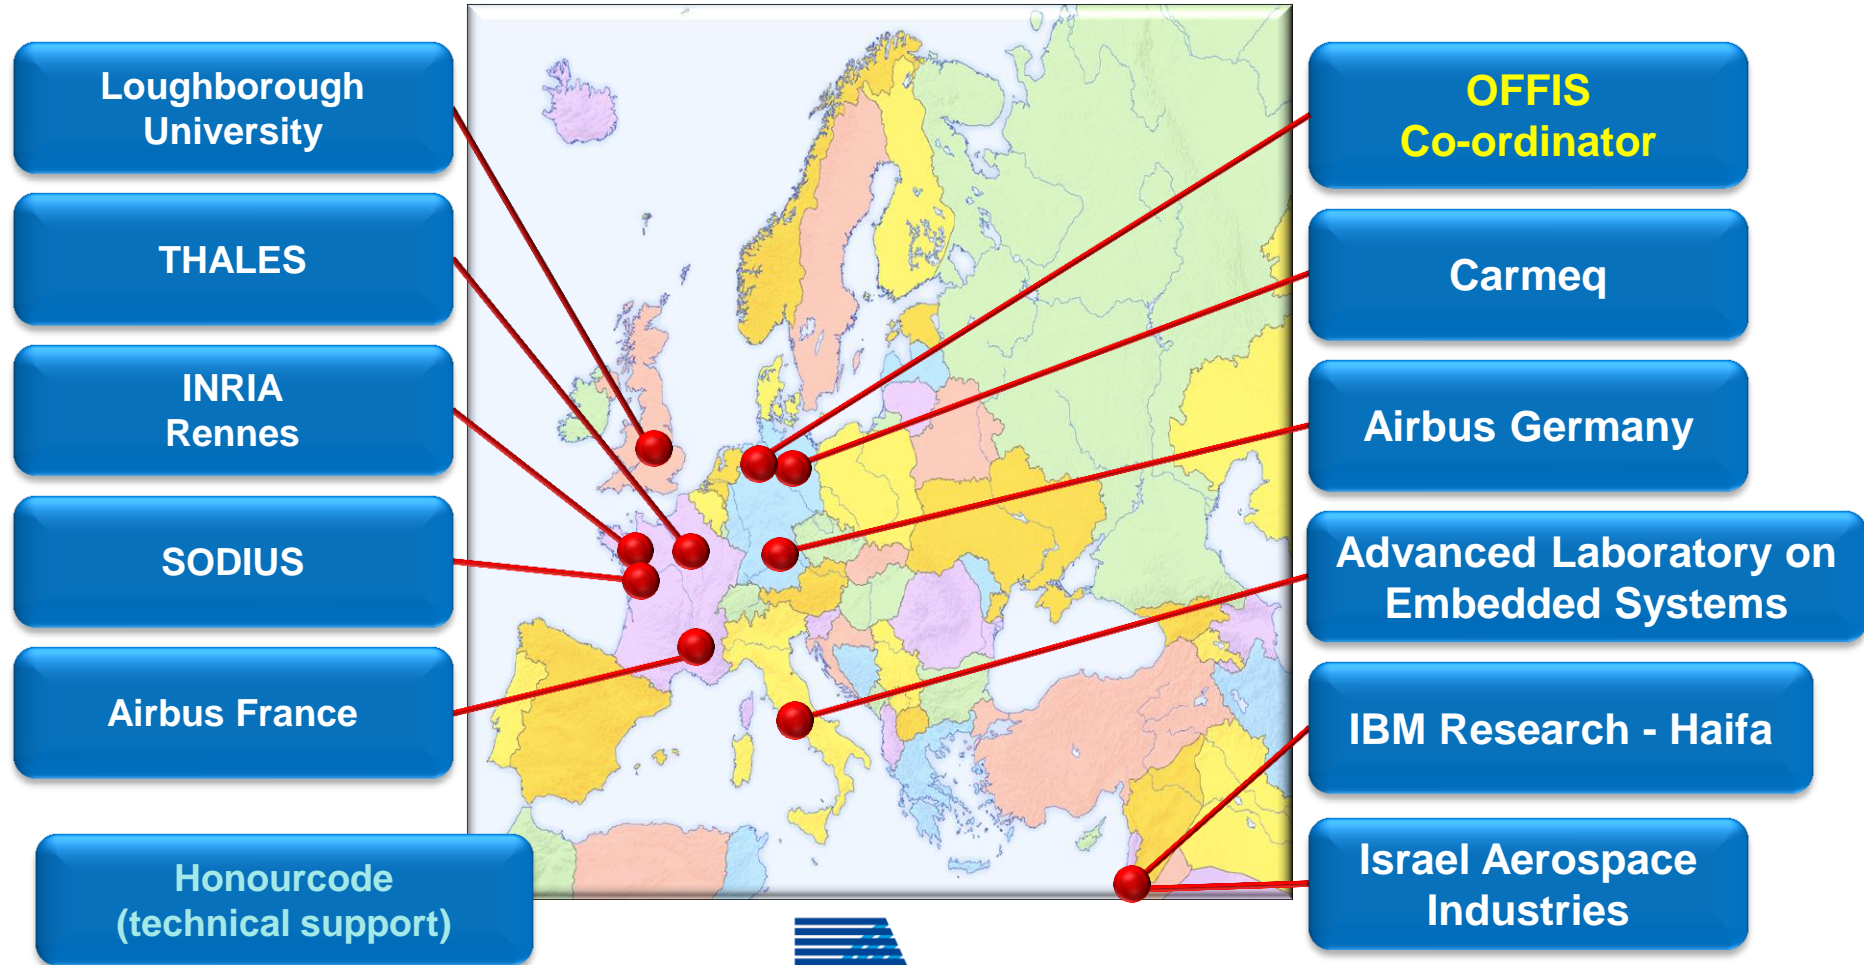 Loughborough
University
THALES
INRIA
Rennes
SODIUS
Airbus France
Honourcode
(technical support)
OFFIS
Co-ordinator
Carmeq
Airbus Germany
Advanced Laboratory on
Embedded Systems
IBM Research - Haifa
Israel Aerospace
Industries